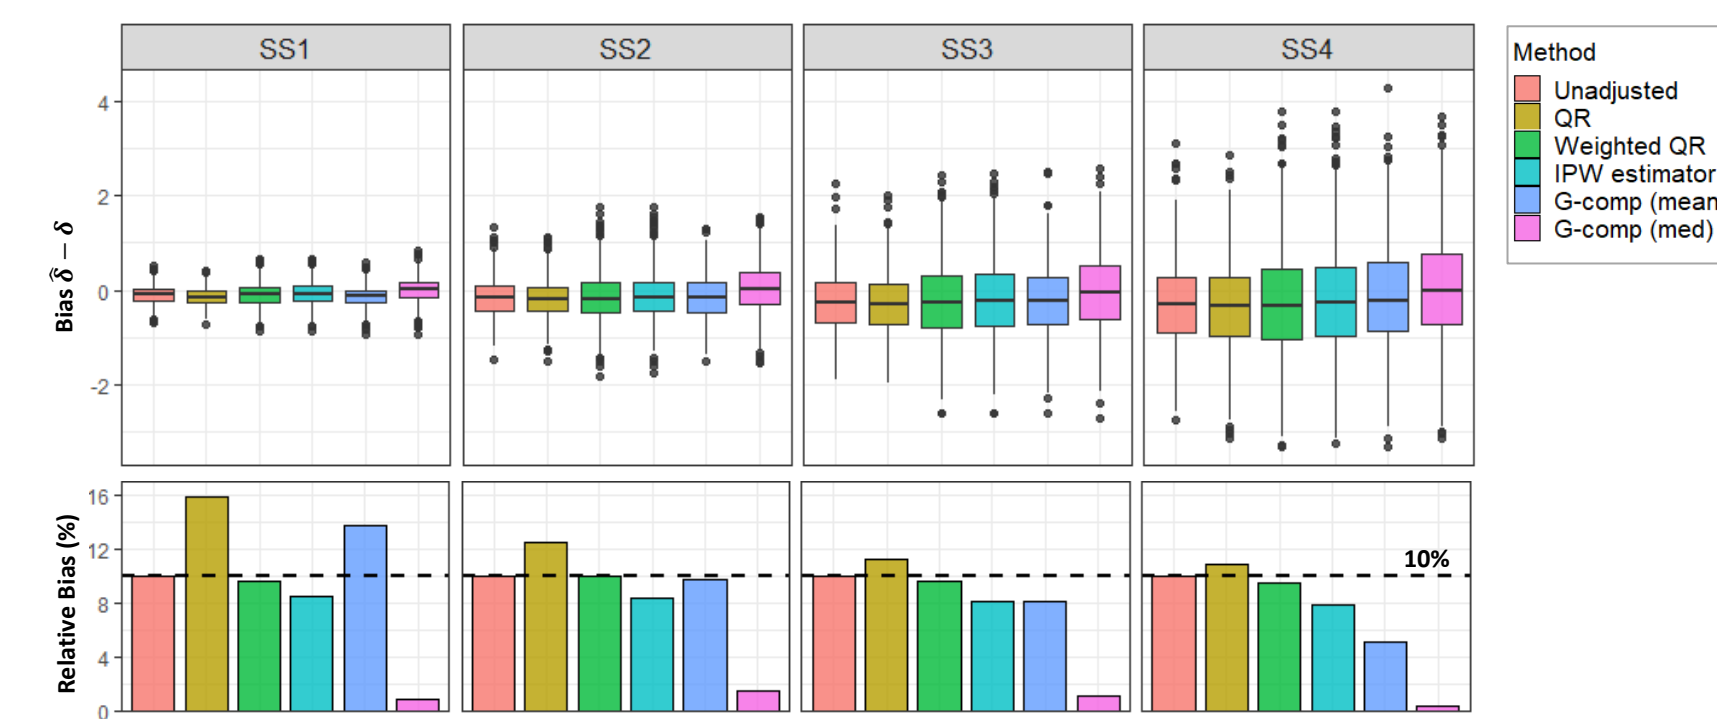 SS1
SS2
SS3
SS4
4
2
0
-2
Bias δ̂ − δ
16
12
8
4
0
Relative Bias (%)
10%
Method
Unadjusted
QR
Weighted QR
IPW estimator
G-comp (mean
G-comp (med)